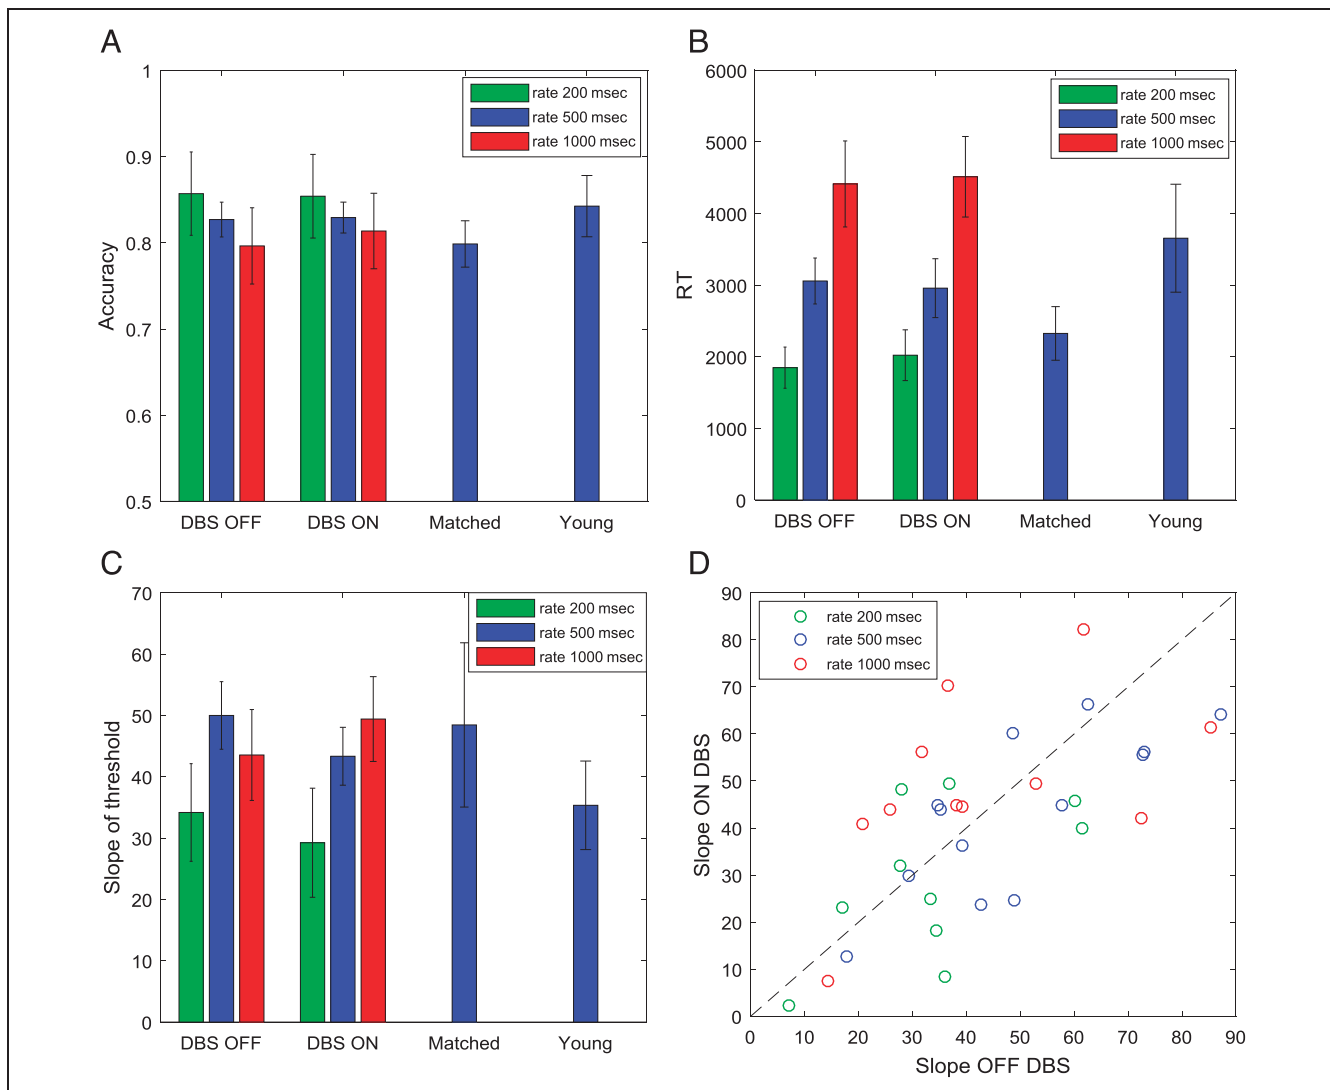 A
Accuracy
1
0.9
0.8
0.7
0.6
0.5
rate 200 msec
rate 500 msec
rate 1000 msec
DBS OFF DBS ON Matched Young
B
RT
6000
5000
4000
3000
2000
1000
0
rate 200 msec
rate 500 msec
rate 1000 msec
DBS OFF DBS ON Matched Young
C
Slope of threshold
70
60
50
40
30
20
10
0
rate 200 msec
rate 500 msec
rate 1000 msec
DBS OFF DBS ON Matched Young
D
Slope ON DBS
90
80
70
60
50
40
30
20
10
0
rate 200 msec
rate 500 msec
rate 1000 msec
0 10 20 30 40 50 60 70 80 90
Slope OFF DBS